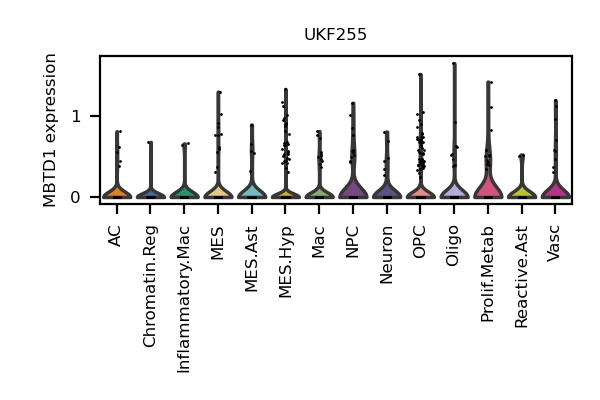 UKF255
MBTD1 expression
1
0
AC
Chromatin.Reg
Inflammatory.Mac
MES
MES.Ast
MES.Hyp
Mac
NPC
Neuron
OPC
Oligo
Prolif.Metab
Reactive.Ast
Vasc